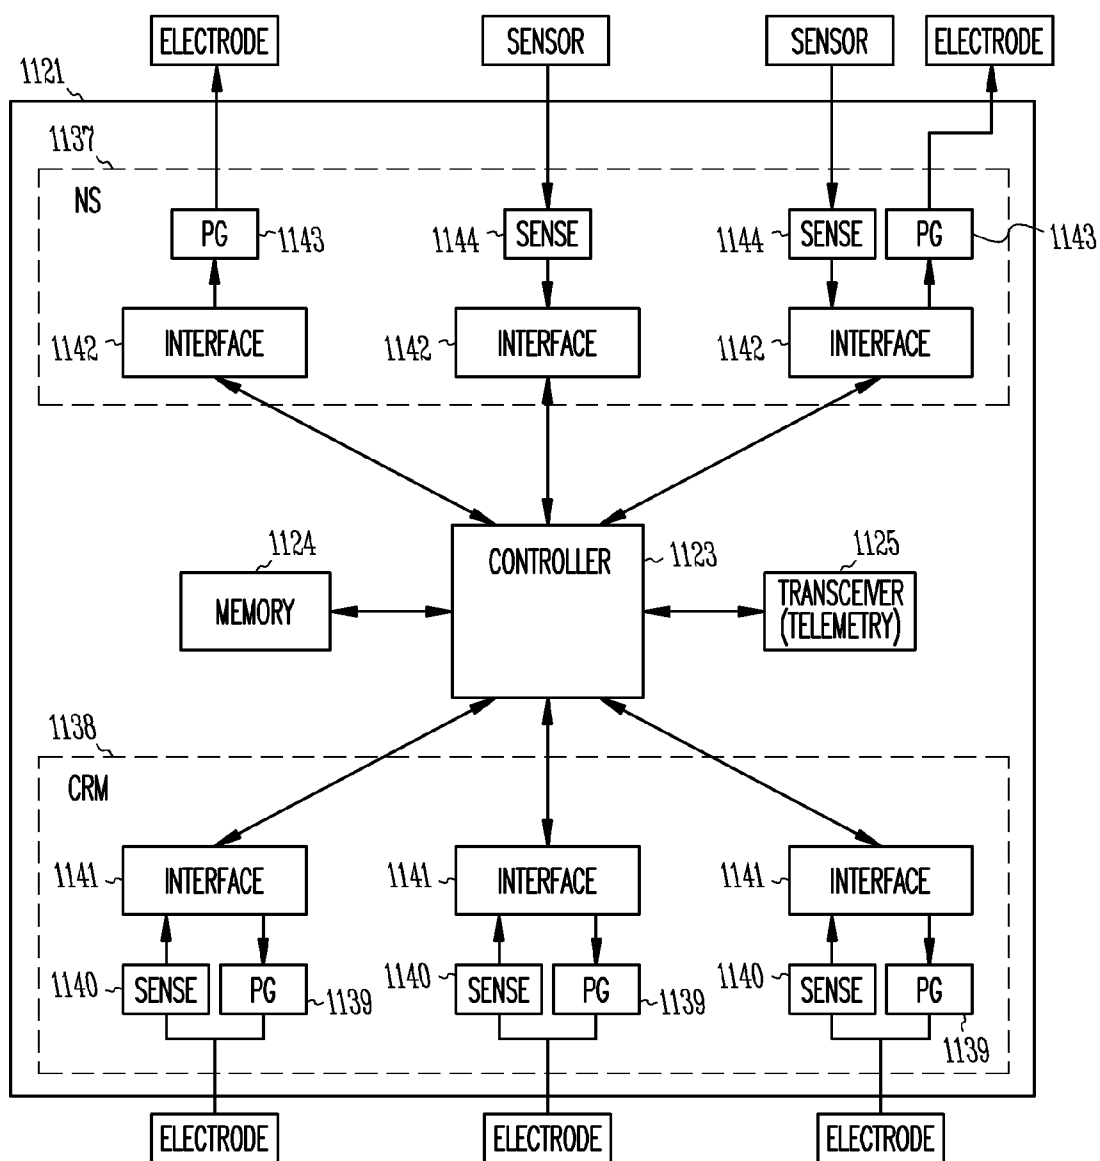 ELECTRODE
SENSOR
SENSOR
ELECTRODE
1121
1137
NS
PG
1143
1144
SENSE
1144
SENSE
PG
1143
INTERFACE
1142
INTERFACE
1142
INTERFACE
1142
CONTROLLER
1123
1124
MEMORY
1125
TRANSCEIVER
(TELEMETRY)
1138
CRM
1141
INTERFACE
1141
INTERFACE
1141
INTERFACE
1140
SENSE
PG
1139
1140
SENSE
PG
1139
1140
SENSE
PG
1139
ELECTRODE
ELECTRODE
ELECTRODE